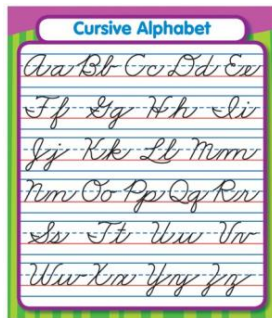 Cursive Alphabet
Aa Bb Cc Dd Ee
Ff Gg Hh Ii
Jj Kk Ll Mm
Nn Oo Pp Qq Rr
Ss Tt Uu Vv
Ww Xx Yy Zz